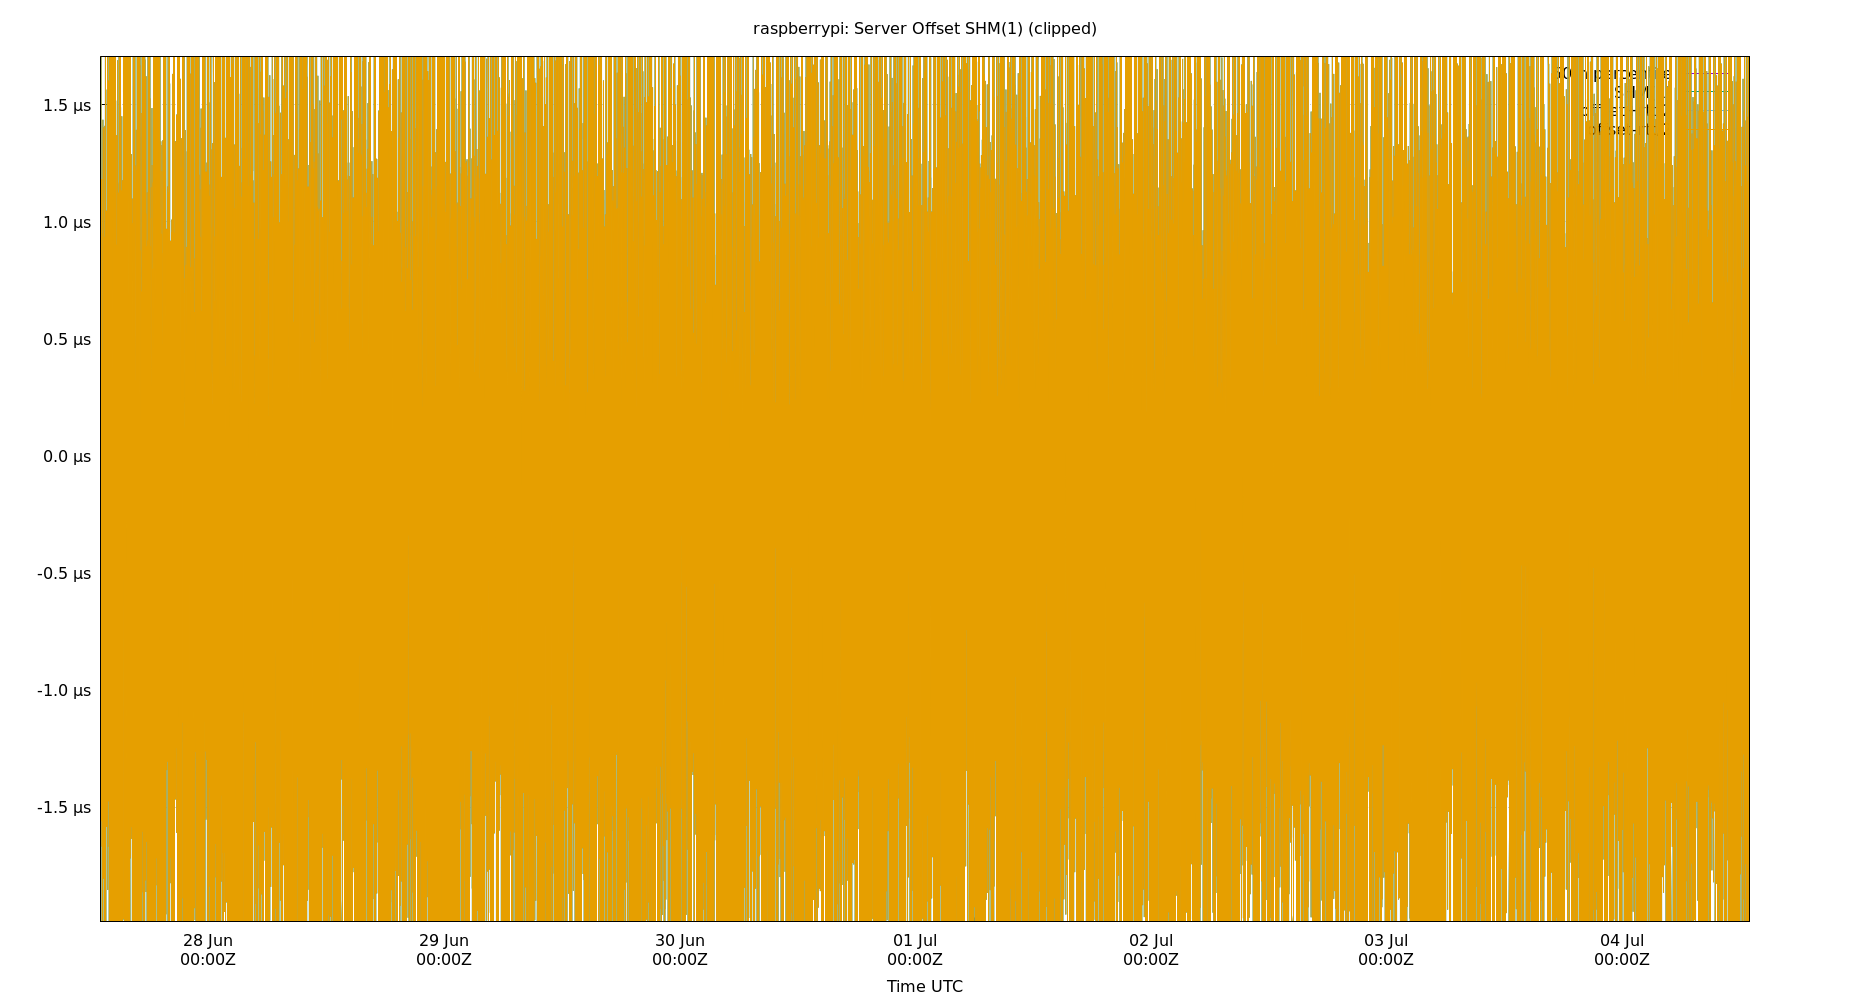 raspberrypi: Server Offset SHM(1) (clipped)
1.5 µs
1.0 µs
0.5 µs
0.0 µs
-0.5 µs
-1.0 µs
-1.5 µs
28 Jun 29 Jun 30 Jun 01 Jul 02 Jul 03 Jul 04 Jul
00:00Z 00:00Z 00:00Z 00:00Z 00:00Z 00:00Z 00:00Z
Time UTC